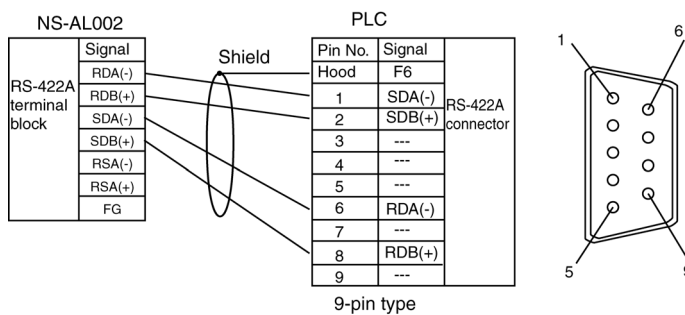 NS-AL002
PLC
Signal
RS-422A
terminal
block
RDA(-)
RDB(+)
SDA(-)
SDB(+)
RSA(-)
RSA(+)
FG
Shield
Pin No. Signal
Hood F6
1 SDA(-)
2 SDB(+)
3 ---
4 ---
5 ---
6 RDA(-)
7 ---
8 RDB(+)
9 ---
RS-422A
connector
9-pin type
1
6
5
9